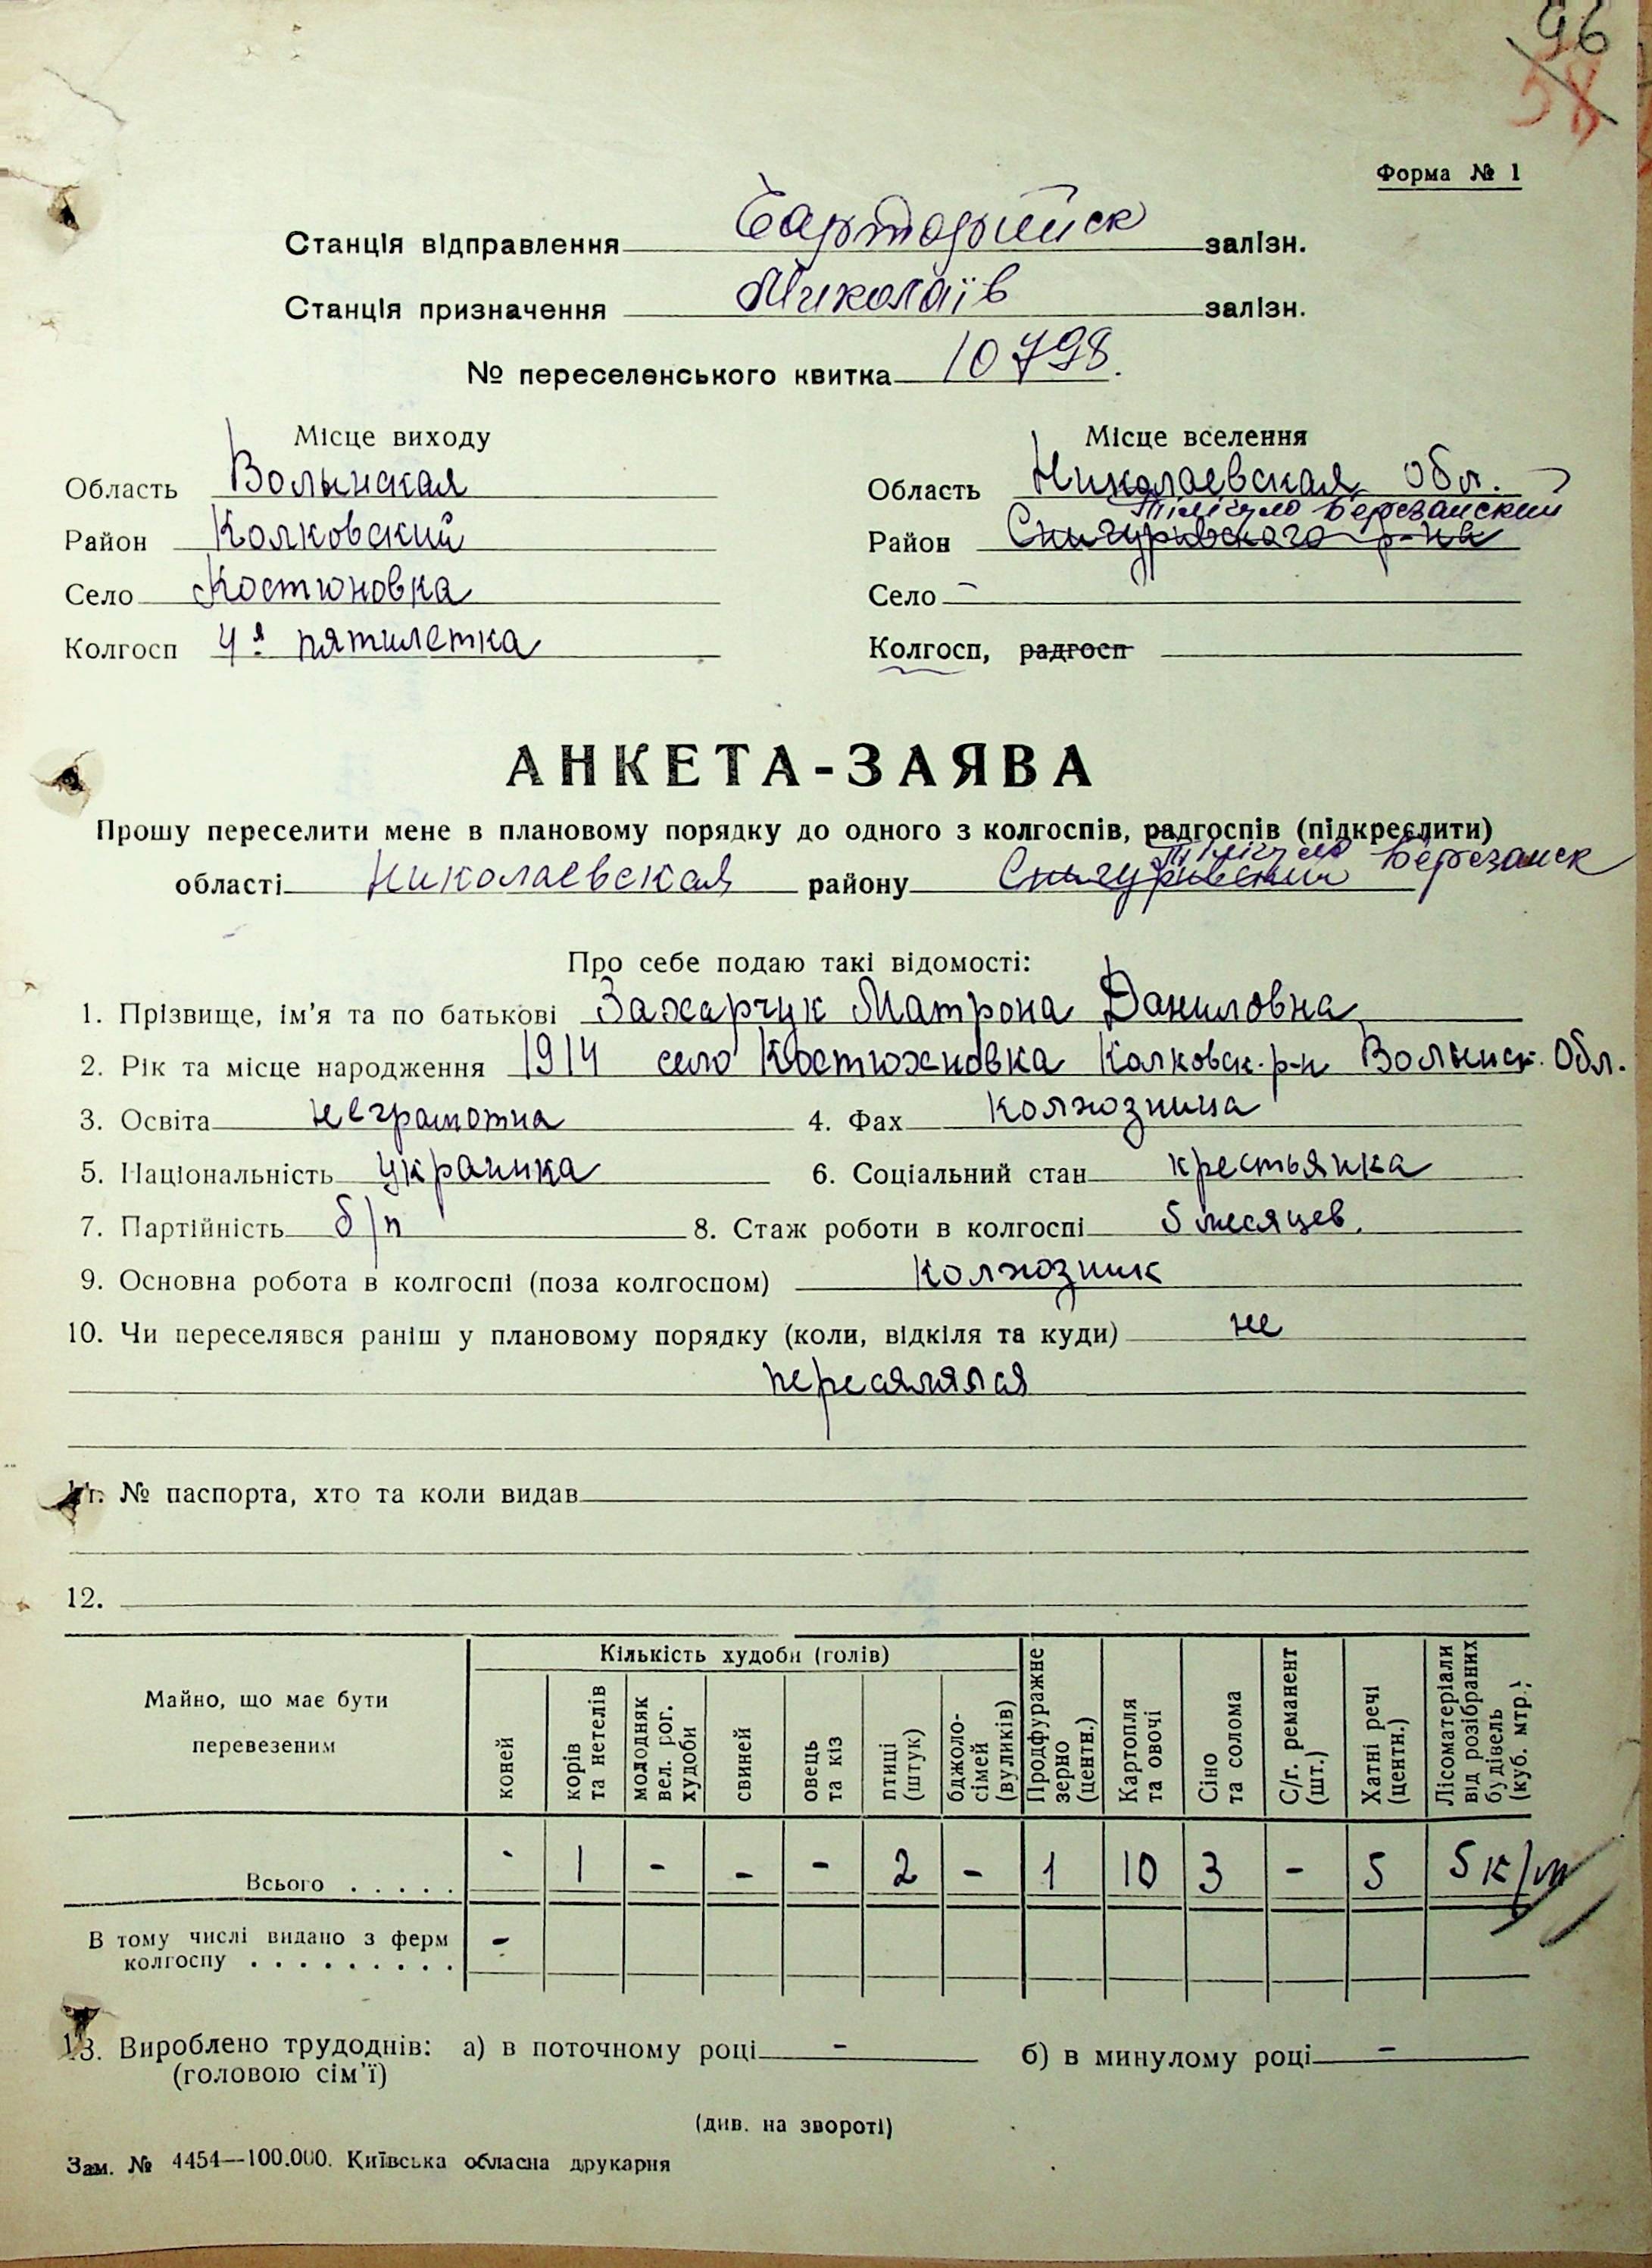 96
58
Форма № 1
Станція відправлення Чарторийск залізн.
Станція призначення Миколаїв залізн.
№ переселенського квитка 10798.
Місце виходу Місце вселення
Область Волынская Область Николаевская Обл.
Тілігуло Березанский
Район Колковский Район Снигуривского р-на
Село Костюновка Село -
Колгосп 4я пятилетка Колгосп, радгосп
АНКЕТА-ЗАЯВА
Прошу переселити мене в плановому порядку до одного з колгоспів, радгоспів (підкреслити)
Тілігуло Березанск
області Николаевская району Снигуривский
Про себе подаю такі відомості:
1. Прізвище, ім'я та по батькові Захарчук Матрона Даниловна
2. Рік та місце народження 1914 село Костюхновка Колковск. р-н Волынск. Обл.
3. Освіта неграмотна 4. Фах колхозница
5. Національність украинка 6. Соціальний стан крестьянка
7. Партійність б/п 8. Стаж роботи в колгоспі 5 месяцев.
9. Основна робота в колгоспі (поза колгоспом) колхозник
10. Чи переселявся раніш у плановому порядку (коли, відкіля та куди) не
пересялялся
11. № паспорта, хто та коли видав
12.
Майно, що має бути перевезеним
Кількість худоби (голів)
коней
корів та нетелів
молодняк вел. рог. худоби
свиней
овець та кіз
птиці (штук)
бджоло-сімей (вуликів)
Продфуражне зерно (центн.)
Картопля та овочі
Сіно та солома
С/г. реманент (шт.)
Хатні речі (центн.)
Лісоматеріали від розібраних будівель (куб. мтр.)
Всього . . . . . - 1 - - - 2 - 1 10 3 - 5 5 к/м
В тому числі видано з ферм
колгоспу . . . . . . . . . -
13. Вироблено трудоднів: а) в поточному році - б) в минулому році -
(головою сім'ї)
(див. на звороті)
Зам. № 4454—100.000. Київська обласна друкарня